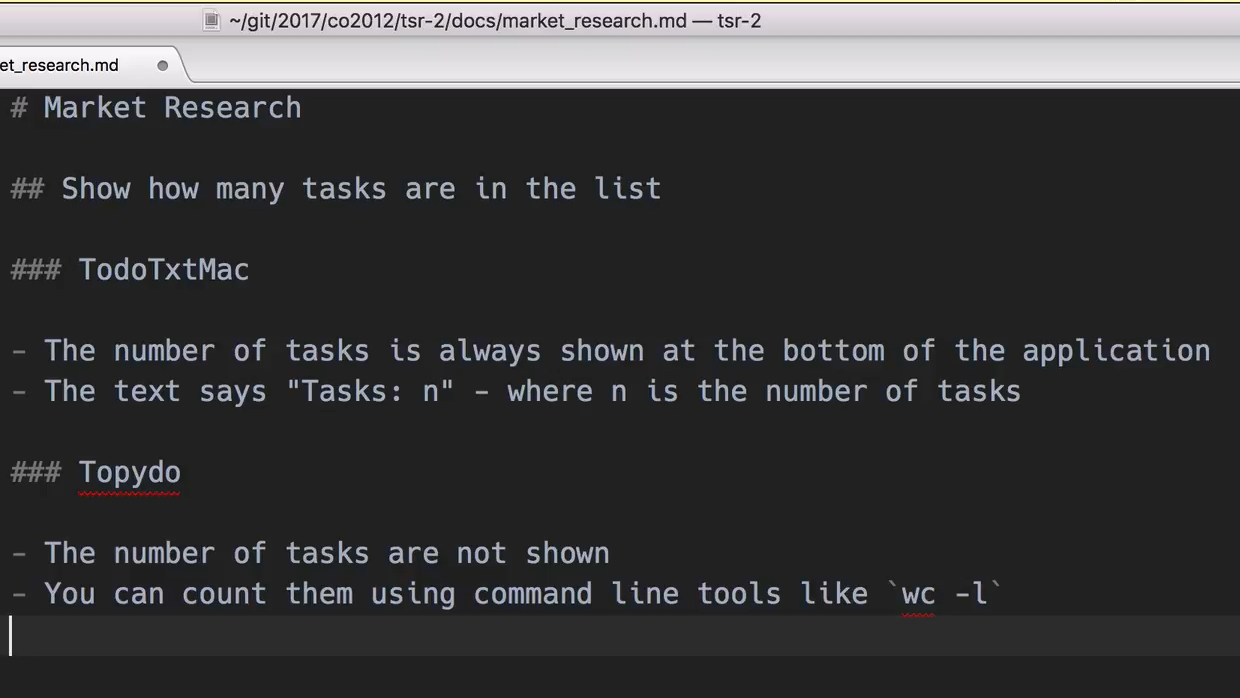 ~/git/2017/co2012/tsr-2/docs/market_research.md — tsr-2
et_research.md
# Market Research
## Show how many tasks are in the list
### TodoTxtMac
- The number of tasks is always shown at the bottom of the application
- The text says "Tasks: n" - where n is the number of tasks
### Topydo
- The number of tasks are not shown
- You can count them using command line tools like `wc -l`